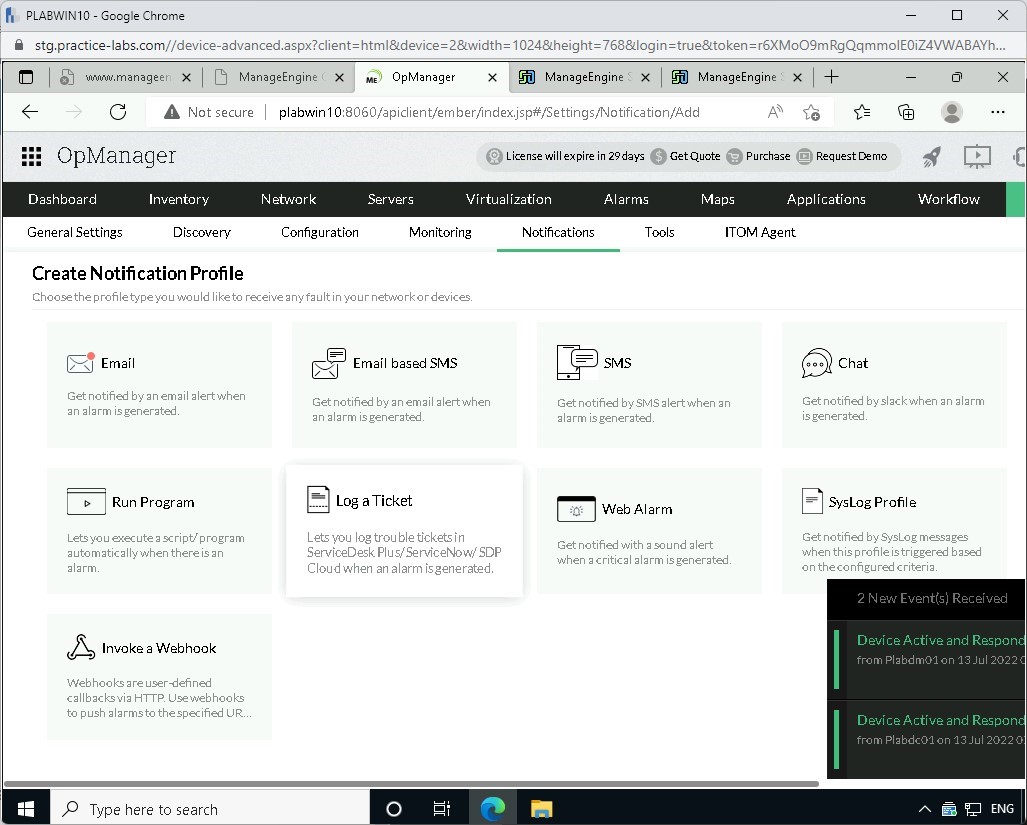 PLABWIN10 - Google Chrome
stg.practice-labs.com//device-advanced.aspx?client=html&device=2&width=1024&height=768&login=true&token=r6XMoO9mRgQqmmoIE0iZ4VWABAYh...
www.manageen
ManageEngine
OpManager
ManageEngine
ManageEngine
Not secure
plabwin10:8060/apiclient/ember/index.jsp#/Settings/Notification/Add
OpManager
License will expire in 29 days
Get Quote
Purchase
Request Demo
Dashboard
Inventory
Network
Servers
Virtualization
Alarms
Maps
Applications
Workflow
General Settings
Discovery
Configuration
Monitoring
Notifications
Tools
ITOM Agent
Create Notification Profile
Choose the profile type you would like to receive any fault in your network or devices.
Email
Get notified by an email alert when
an alarm is generated.
Email based SMS
Get notified by an email alert when
an alarm is generated.
SMS
Get notified by SMS alert when an
alarm is generated.
Chat
Get notified by slack when an alarm
is generated.
Run Program
Lets you execute a script/ program
automatically when there is an
alarm.
Log a Ticket
Lets you log trouble tickets in
ServiceDesk Plus/ ServiceNow/ SDP
Cloud when an alarm is generated.
Web Alarm
Get notified with a sound alert
when a critical alarm is generated.
SysLog Profile
Get notified by SysLog messages
when this profile is triggered based
on the configured criteria.
Invoke a Webhook
Webhooks are user-defined
callbacks via HTTP. Use webhooks
to push alarms to the specified UR...
2 New Event(s) Received
Device Active and Respond
from Plabdm01 on 13 Jul 2022
Device Active and Respond
from Plabdc01 on 13 Jul 2022
Type here to search
ENG